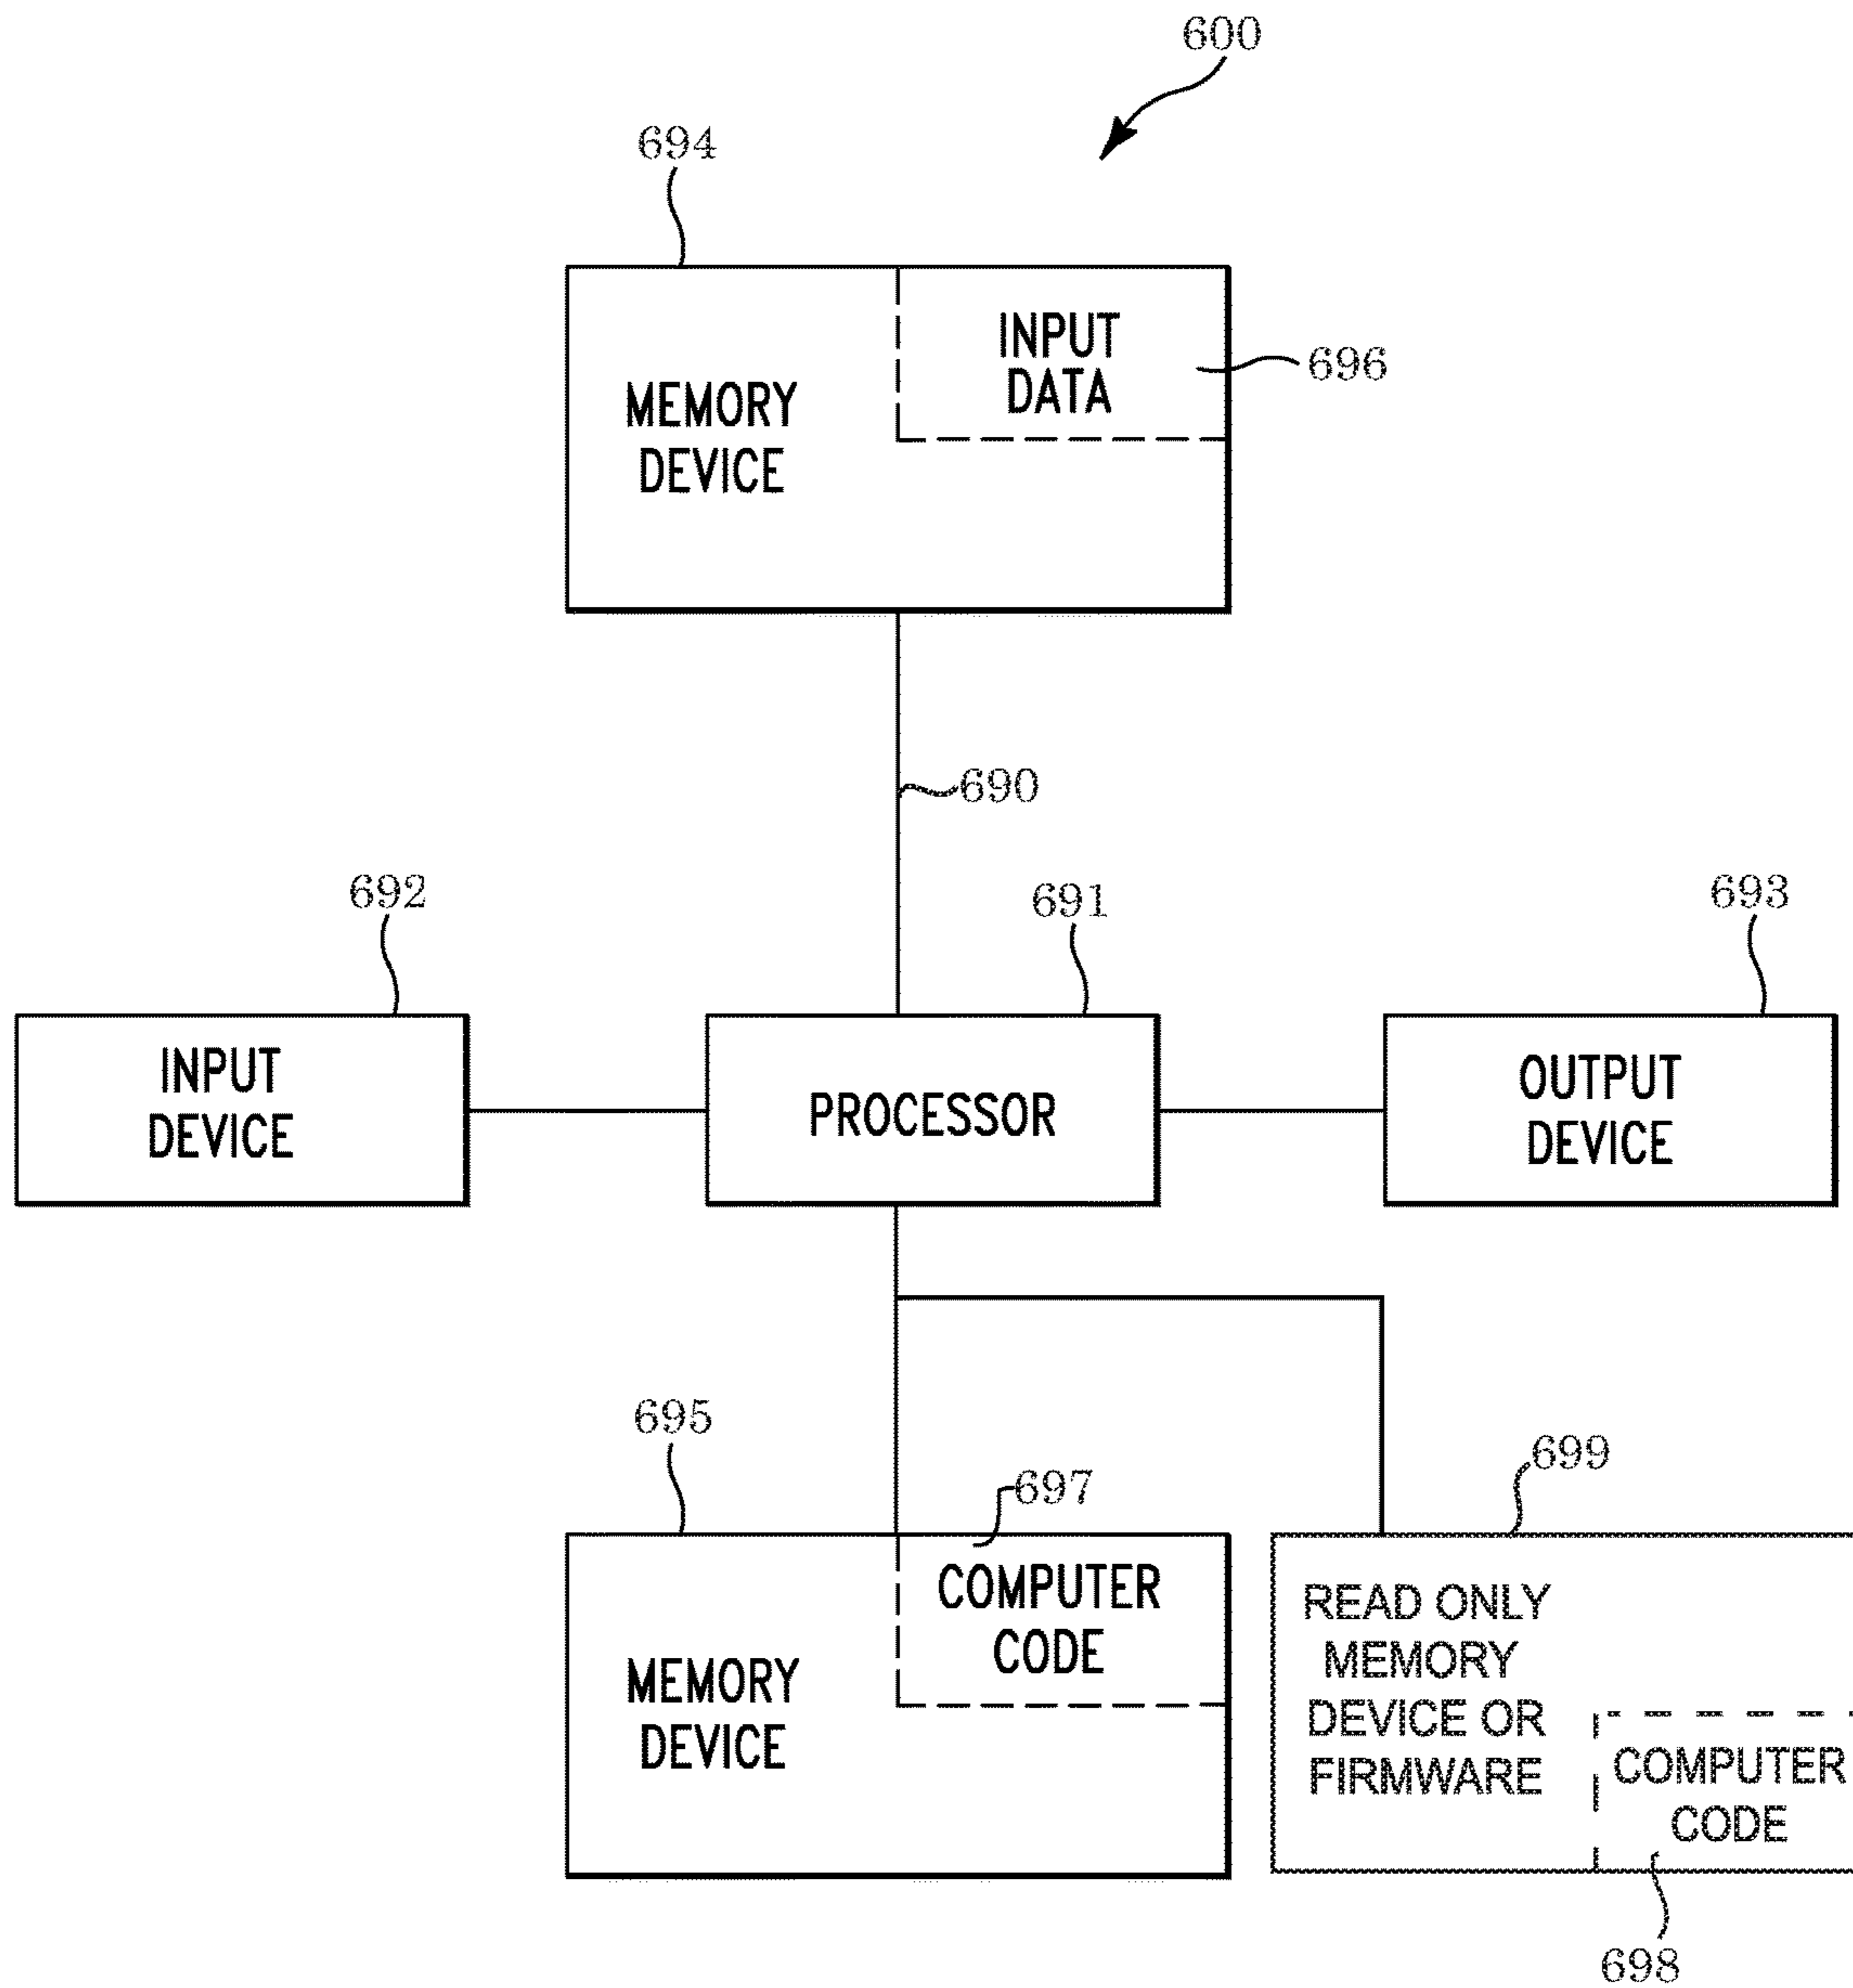 600
694
INPUT
DATA
696
MEMORY
DEVICE
690
692
691
693
INPUT
DEVICE
PROCESSOR
OUTPUT
DEVICE
695
697
699
COMPUTER
CODE
MEMORY
DEVICE
READ ONLY
MEMORY
DEVICE OR
FIRMWARE
COMPUTER
CODE
698